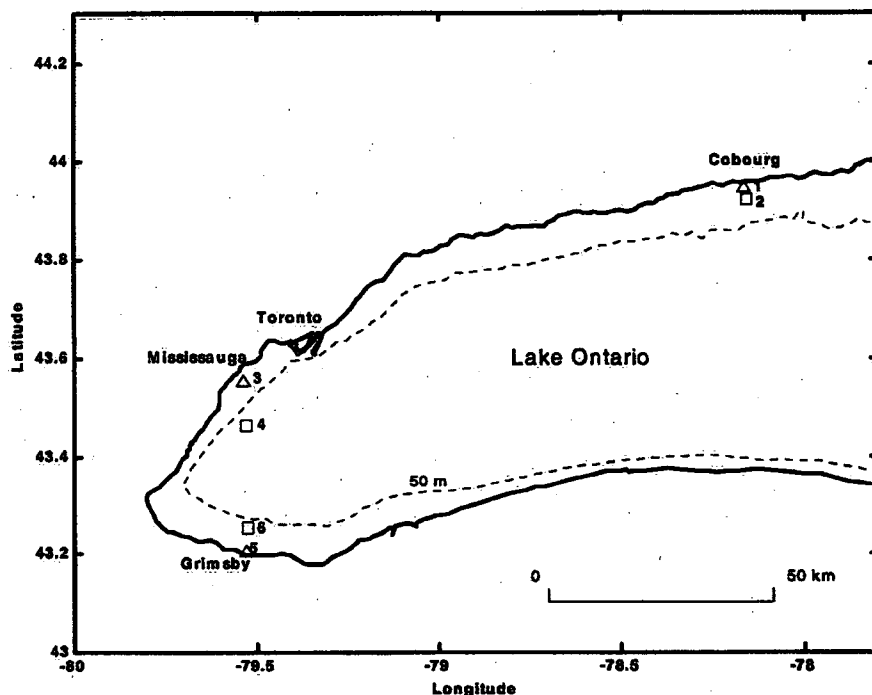 44.2
44
43.8
43.6
43.4
43.2
43
Latitude
Cobourg
1
2
Toronto
Mississauga
3
4
Lake Ontario
50 m
6
5
Grimsby
0
50 km
-80
-79.5
-79
-78.5
-78
Longitude